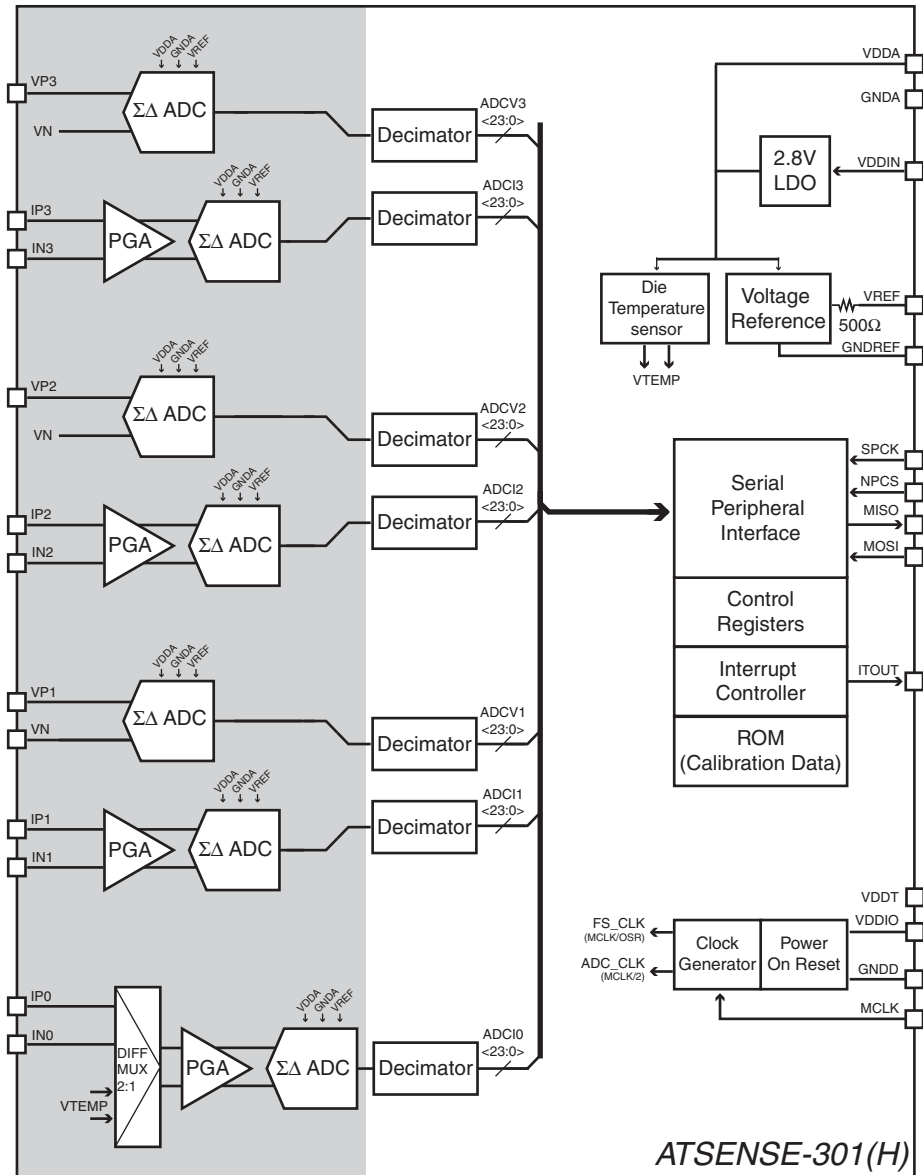 VDDA
GNDA
VREF
VP3
ΣΔ ADC
VN
Decimator
ADCV3
<23:0>
VDDA
GNDA
VREF
IP3
IN3
PGA
ΣΔ ADC
Decimator
ADCI3
<23:0>
VDDA
GNDA
VREF
VP2
ΣΔ ADC
VN
Decimator
ADCV2
<23:0>
VDDA
GNDA
VREF
IP2
IN2
PGA
ΣΔ ADC
Decimator
ADCI2
<23:0>
VDDA
GNDA
VREF
VP1
VN
ΣΔ ADC
Decimator
ADCV1
<23:0>
VDDA
GNDA
VREF
IP1
IN1
PGA
ΣΔ ADC
Decimator
ADCI1
<23:0>
VDDA
GNDA
VREF
IP0
IN0
VTEMP
DIFF
MUX
2:1
PGA
ΣΔ ADC
Decimator
ADCI0
<23:0>
VDDA
GNDA
2.8V
LDO
VDDIN
Die
Temperature
sensor
VTEMP
Voltage
Reference
500Ω
VREF
GNDREF
Serial
Peripheral
Interface
SPCK
NPCS
MISO
MOSI
Control
Registers
Interrupt
Controller
ITOUT
ROM
(Calibration Data)
VDDT
FS_CLK
(MCLK/OSR)
ADC_CLK
(MCLK/2)
Clock
Generator
Power
On Reset
VDDIO
GNDD
MCLK
ATSENSE-301(H)